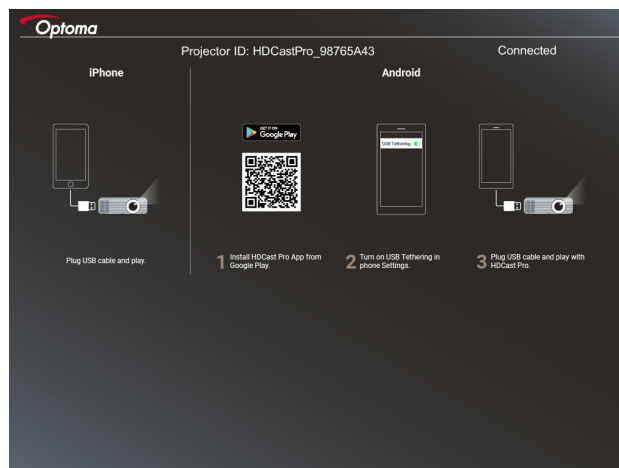 Optoma
Projector ID: HDCastPro_98765A43
Connected
iPhone
Plug USB cable and play.
Android
GET IT ON
Google Play
1 Install HDCast Pro App from
Google Play.
USB Tethering
2 Turn on USB Tethering in
phone Settings.
3 Plug USB cable and play with
HDCast Pro.